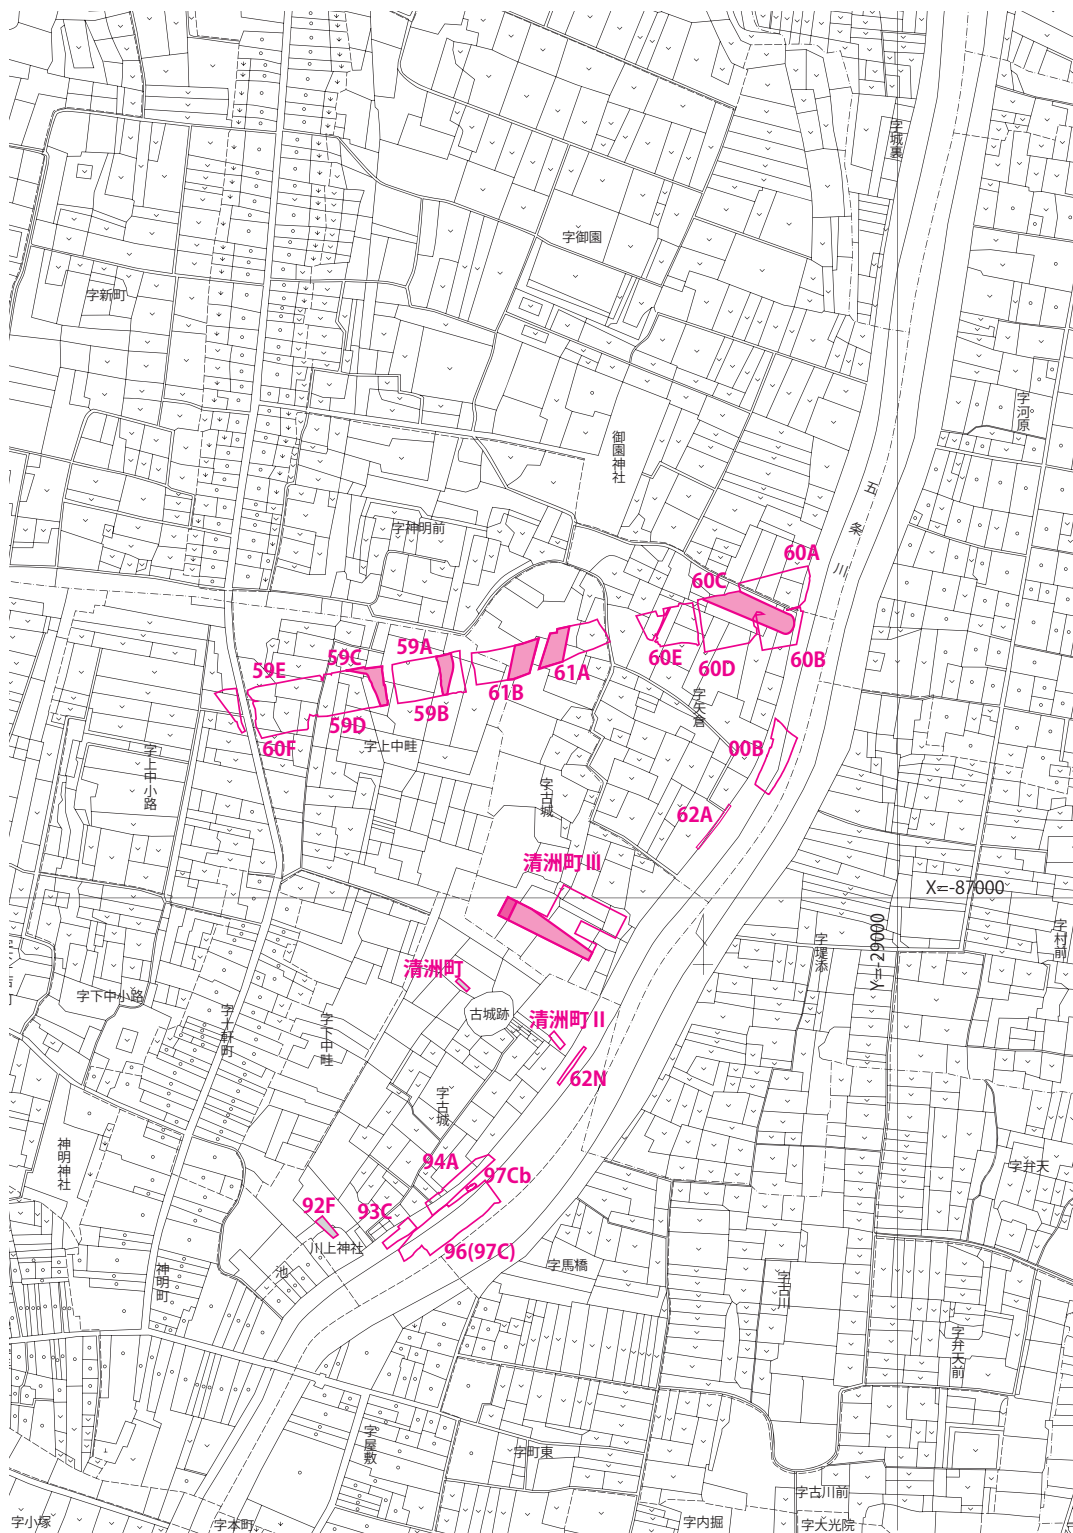 字城裏
字御園
字新町
字河原
御園神社
五条川
字神明前
60A
60C
59A
59C
59E
60E
60D
60B
61A
61B
59B
59D
60F
字矢倉
00B
字上中畦
字上中小路
字古城
62A
清洲町Ⅲ
X=-87000
Y=-29000
字村前
字堤添
清洲町
字下中小路
古城跡
清洲町Ⅱ
字十軒町
字下中畦
62N
字古城
神明神社
94A
97Cb
字弁天
92F
93C
川上神社
96(97C)
池
神明町
字馬橋
字古川
字弁天前
字屋敷
字町東
字古川前
字小塚
字本町
字内掘
字大光院